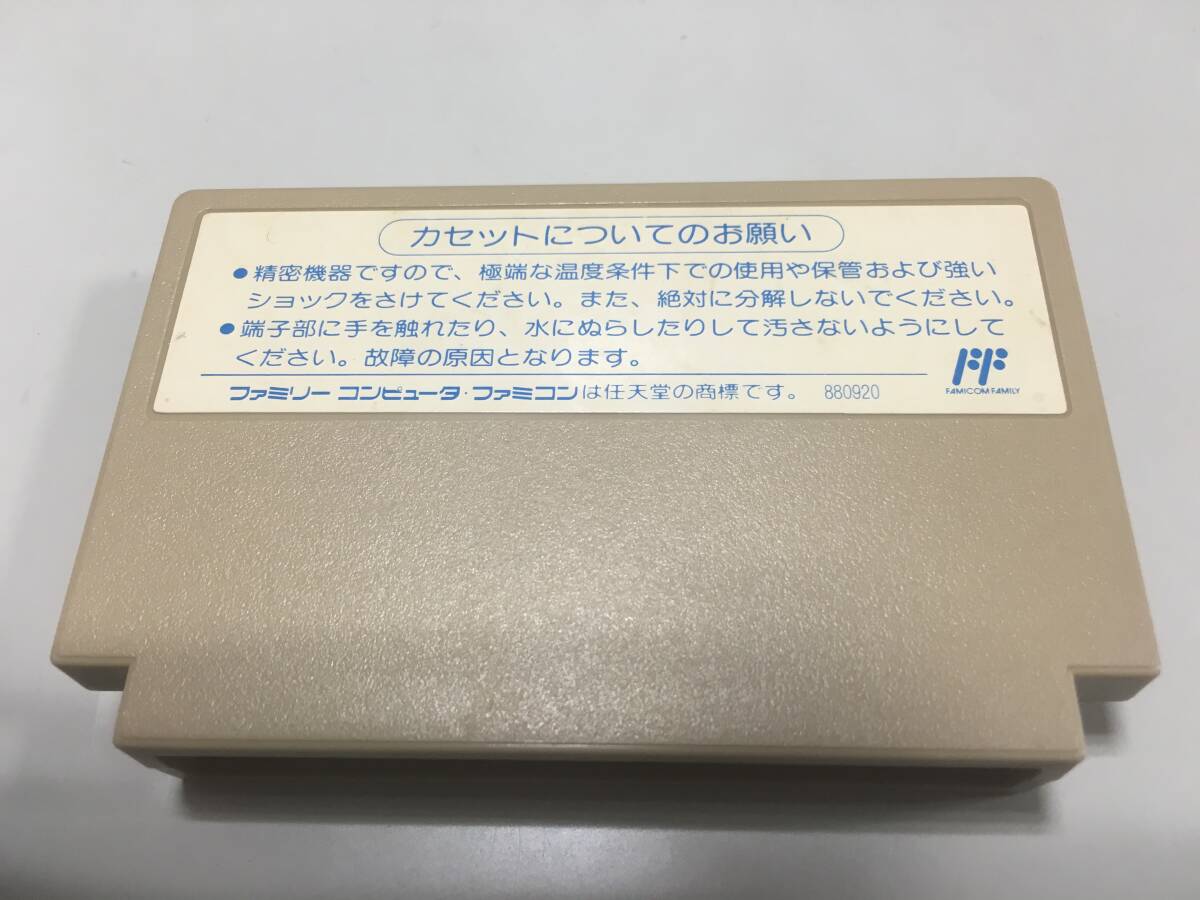 カセットについてのお願い
●精密機器ですので、極端な温度条件下での使用や保管および強い
ショックをさけてください。また、絶対に分解しないでください。
●端子部に手を触れたり、水にぬらしたりして汚さないようにして
ください。故障の原因となります。
FAMICOM FAMILY
ファミリー コンピュータ・ファミコンは任天堂の商標です。 880920